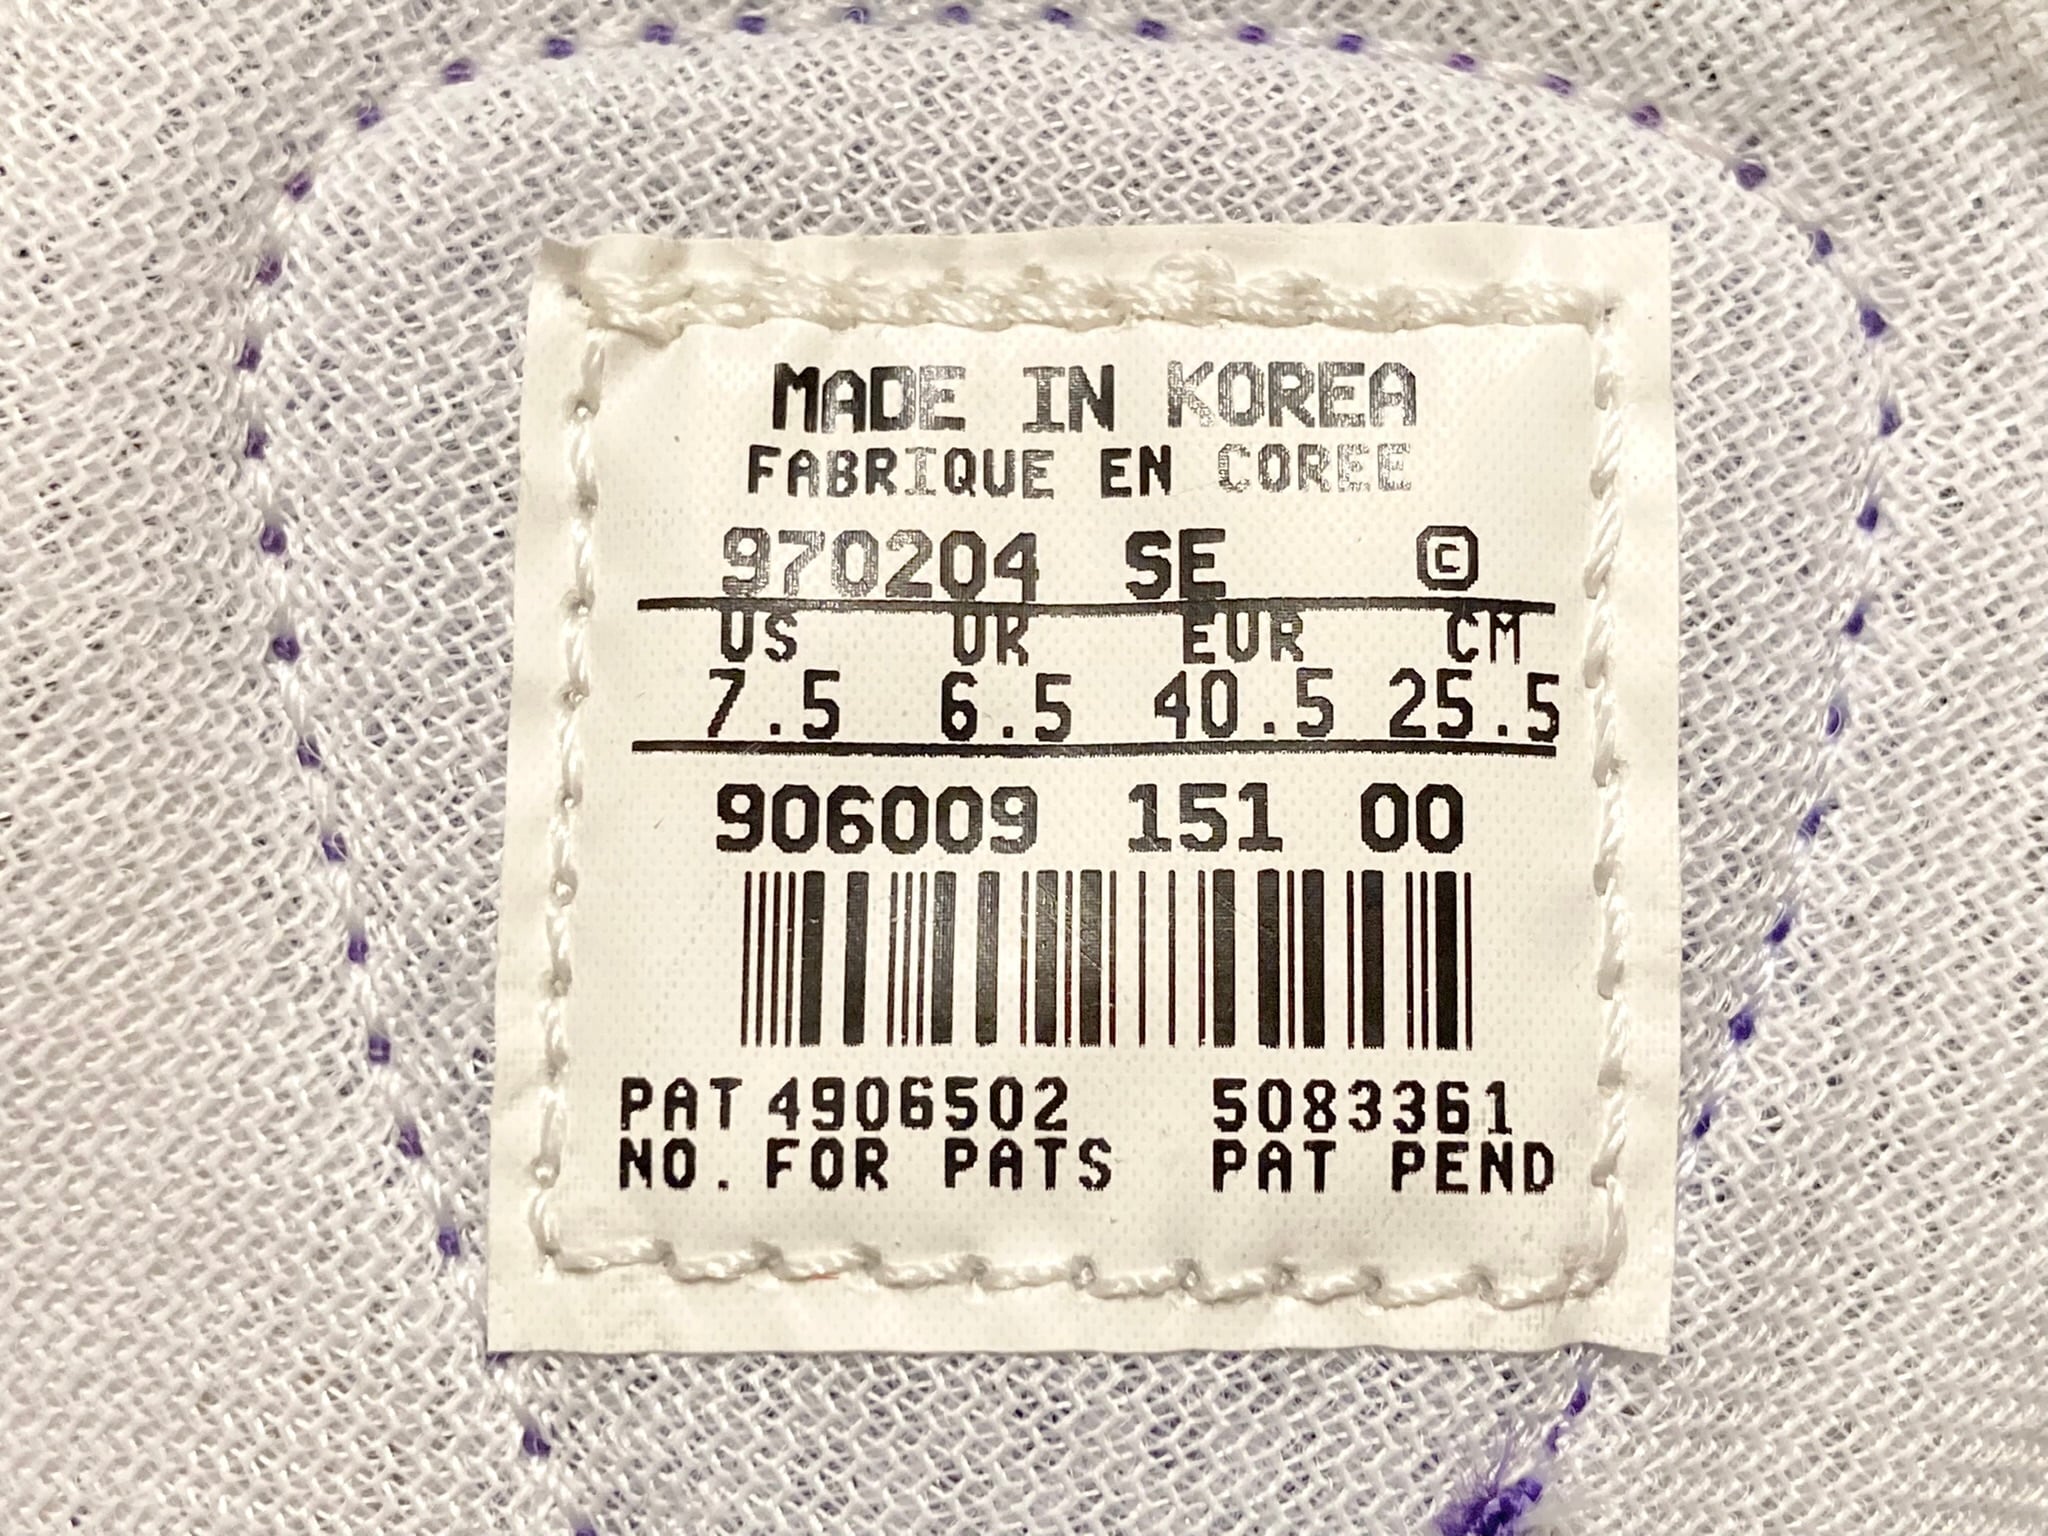 MADE IN KOREA
FABRIQUE EN COREE
970204 SE ©
US UK EUR CM
7.5 6.5 40.5 25.5
906009 151 00
PAT 4906502 5083361
NO. FOR PATS PAT PEND